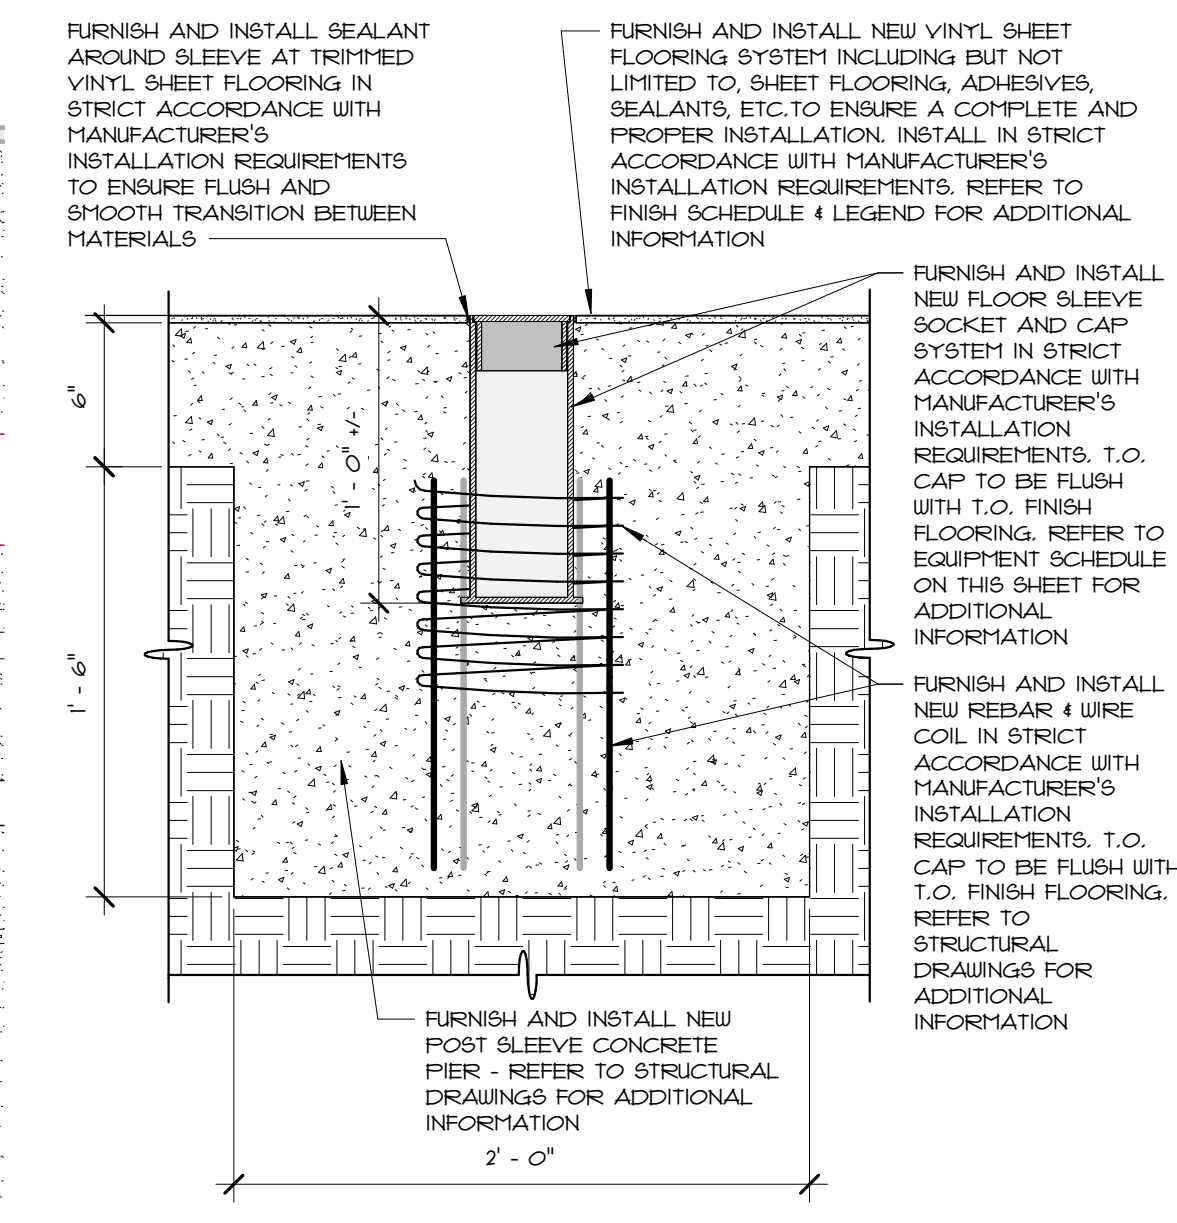 FURNISH AND INSTALL SEALANT
AROUND SLEEVE AT TRIMMED
VINYL SHEET FLOORING IN
STRICT ACCORDANCE WITH
MANUFACTURER'S
INSTALLATION REQUIREMENTS
TO ENSURE FLUSH AND
SMOOTH TRANSITION BETWEEN
MATERIALS
FURNISH AND INSTALL NEW VINYL SHEET
FLOORING SYSTEM INCLUDING BUT NOT
LIMITED TO, SHEET FLOORING, ADHESIVES,
SEALANTS, ETC.TO ENSURE A COMPLETE AND
PROPER INSTALLATION. INSTALL IN STRICT
ACCORDANCE WITH MANUFACTURER'S
INSTALLATION REQUIREMENTS. REFER TO
FINISH SCHEDULE & LEGEND FOR ADDITIONAL
INFORMATION
FURNISH AND INSTALL
NEW FLOOR SLEEVE
SOCKET AND CAP
SYSTEM IN STRICT
ACCORDANCE WITH
MANUFACTURER'S
INSTALLATION
REQUIREMENTS. T.O.
CAP TO BE FLUSH
WITH T.O. FINISH
FLOORING. REFER TO
EQUIPMENT SCHEDULE
ON THIS SHEET FOR
ADDITIONAL
INFORMATION
6"
1' - 0" +/-
1' - 6"
FURNISH AND INSTALL
NEW REBAR & WIRE
COIL IN STRICT
ACCORDANCE WITH
MANUFACTURER'S
INSTALLATION
REQUIREMENTS. T.O.
CAP TO BE FLUSH WITH
T.O. FINISH FLOORING.
REFER TO
STRUCTURAL
DRAWINGS FOR
ADDITIONAL
INFORMATION
FURNISH AND INSTALL NEW
POST SLEEVE CONCRETE
PIER - REFER TO STRUCTURAL
DRAWINGS FOR ADDITIONAL
INFORMATION
2' - 0"